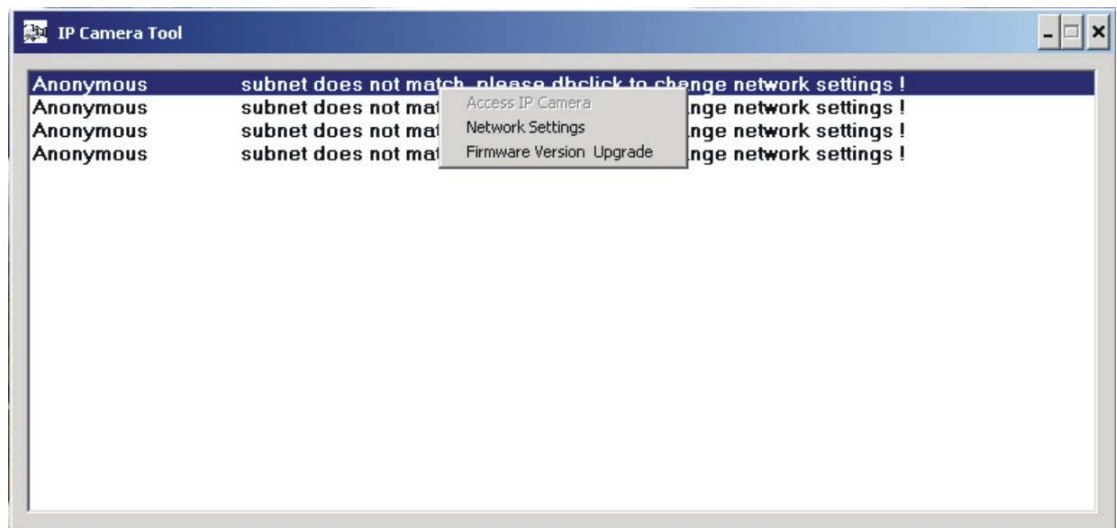 IP Camera Tool
Anonymous subnet does not match, please dbclick to change network settings !
Access IP Camera
Anonymous subnet does not mat nge network settings !
Network Settings
Anonymous subnet does not mat nge network settings !
Firmware Version Upgrade
Anonymous subnet does not mat nge network settings !